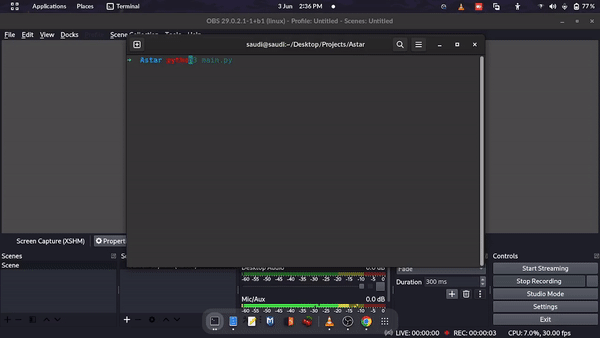 Applications Places Terminal 3 Jun 2:36 PM 77 %
OBS 29.0.2.1-1+b1 (linux) - Profile: Untitled - Scenes: Untitled
File Edit View Docks Scene Collection Tools Help
saudi@saudi:~/Desktop/Projects/Astar
→ Astar main.py
Screen Capture (XSHM)
Scenes
Scene
Desktop Audio 0.0 dB
-60 -55 -50 -45 -40 -35 -30 -25 -20 -15 -10 -5 0
Mic/Aux 0.0 dB
-60 -55 -50 -45 -40 -35 -30 -25 -20 -15 -10 -5 0
Fade
Duration 300 ms
Controls
Start Streaming
Stop Recording
Studio Mode
Settings
Exit
LIVE: 00:00:00 REC: 00:00:03 CPU: 7.0%, 30.00 fps